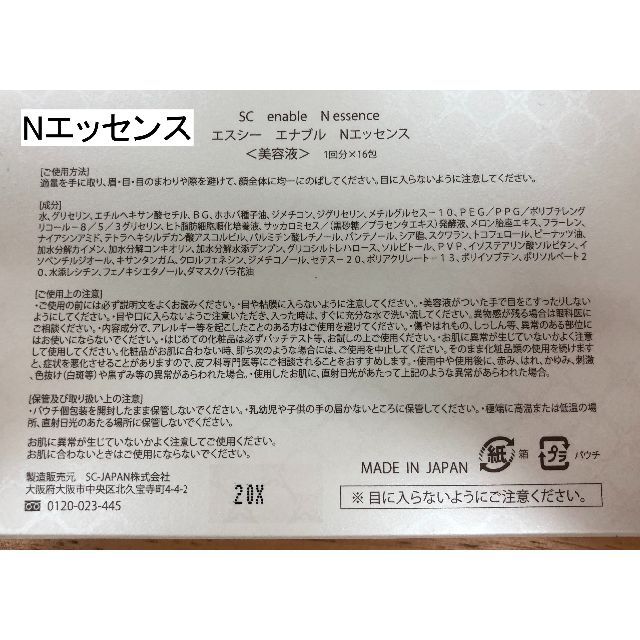 Nエッセンス
SC enable N essence
エスシー エナブル Nエッセンス
＜美容液＞ 1回分×16包
[ご使用方法]
適量を手に取り、眉・目・目のまわりや際を避けて、顔全体に均一にのばしてください。目に入らないように注意してください。
[成分]
水、グリセリン、エチルヘキサン酸セチル、BG、ホホバ種子油、ジメチコン、ジグリセリン、メチルグルセス－10、PEG／PPG／ポリブチレング
リコール－8／5／3グリセリン、ヒト脂肪細胞順化培養液、サッカロミセス／（黒砂糖／プラセンタエキス）発酵液、メロン胎座エキス、フラーレン、
ナイアシンアミド、テトラヘキシルデカン酸アスコルビル、パルミチン酸レチノール、パンテノール、シア脂、スクワラン、トコフェロール、ピーナッツ油、
加水分解カイメン、加水分解コンキオリン、加水分解水添デンプン、グリコシルトレハロース、ソルビトール、PVP、イソステアリン酸ソルビタン、イ
ソペンチルジオール、キサンタンガム、クロルフェネシン、ジメチコノール、セテス－20、ポリアクリレート－13、ポリイソブテン、ポリソルベート2
0、水添レシチン、フェノキシエタノール、ダマスクバラ花油
[ご使用上の注意]
・ご使用の前には必ず説明文をよくお読みください。・目や粘膜に入らないように注意してください。・美容液がついた手で目をこすったりしな
いようにしてください。・目や口に入らないようご注意いただき、入った時は、すぐに充分な水で洗い流してください。異物感が残る場合は眼科医に
ご相談ください。・内容成分で、アレルギー等を起こしたことのある方はご使用を避けてください。・傷やはれもの、しっしん等、異常のある部位に
はお使いにならないでください。・はじめての化粧品は必ずパッチテスト等、お試しの上ご使用ください。・お肌に異常が生じていないかよく注意
して使用してください。化粧品がお肌に合わない時、即ち次のような場合には、使用を中止してください。そのまま化粧品類の使用を続けます
と、症状を悪化させることがありますので、皮フ科専門医等にご相談されることをおすすめします。・使用中や使用後に、赤み、はれ、かゆみ、刺激
、色抜け(白斑等)や黒ずみ等の異常があらわれた場合。・使用したお肌に、直射日光があたって上記のような異常があらわれた場合。
[保管及び取り扱い上の注意]
・パウチ個包装を開封したまま保管しないでください。・乳幼児や子供の手の届かないところに保管してください。・極端に高温または低温の場
所、直射日光のあたる場所に保管しないでください。
お肌に異常が生じていないかよく注意してご使用ください。
お肌に合わないときはご使用にならないでください。
製造販売元 SC-JAPAN株式会社
大阪府大阪市中央区北久宝寺町4-4-2
0120-023-445
20X
MADE IN JAPAN
紙 箱
プラ パウチ
※ 目に入らないようにご注意ください。